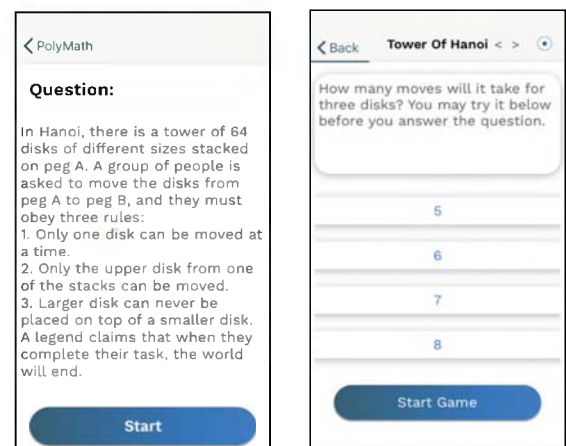 PolyMath
Question:
In Hanoi, there is a tower of 64
disks of different sizes stacked
on peg A. A group of people is
asked to move the disks from
peg A to peg B, and they must
obey three rules:
1. Only one disk can be moved at
a time.
2. Only the upper disk from one
of the stacks can be moved.
3. Larger disk can never be
placed on top of a smaller disk.
A legend claims that when they
complete their task, the world
will end.
Start
Back Tower Of Hanoi < >
How many moves will it take for
three disks? You may try it below
before you answer the question.
5
6
7
8
Start Game